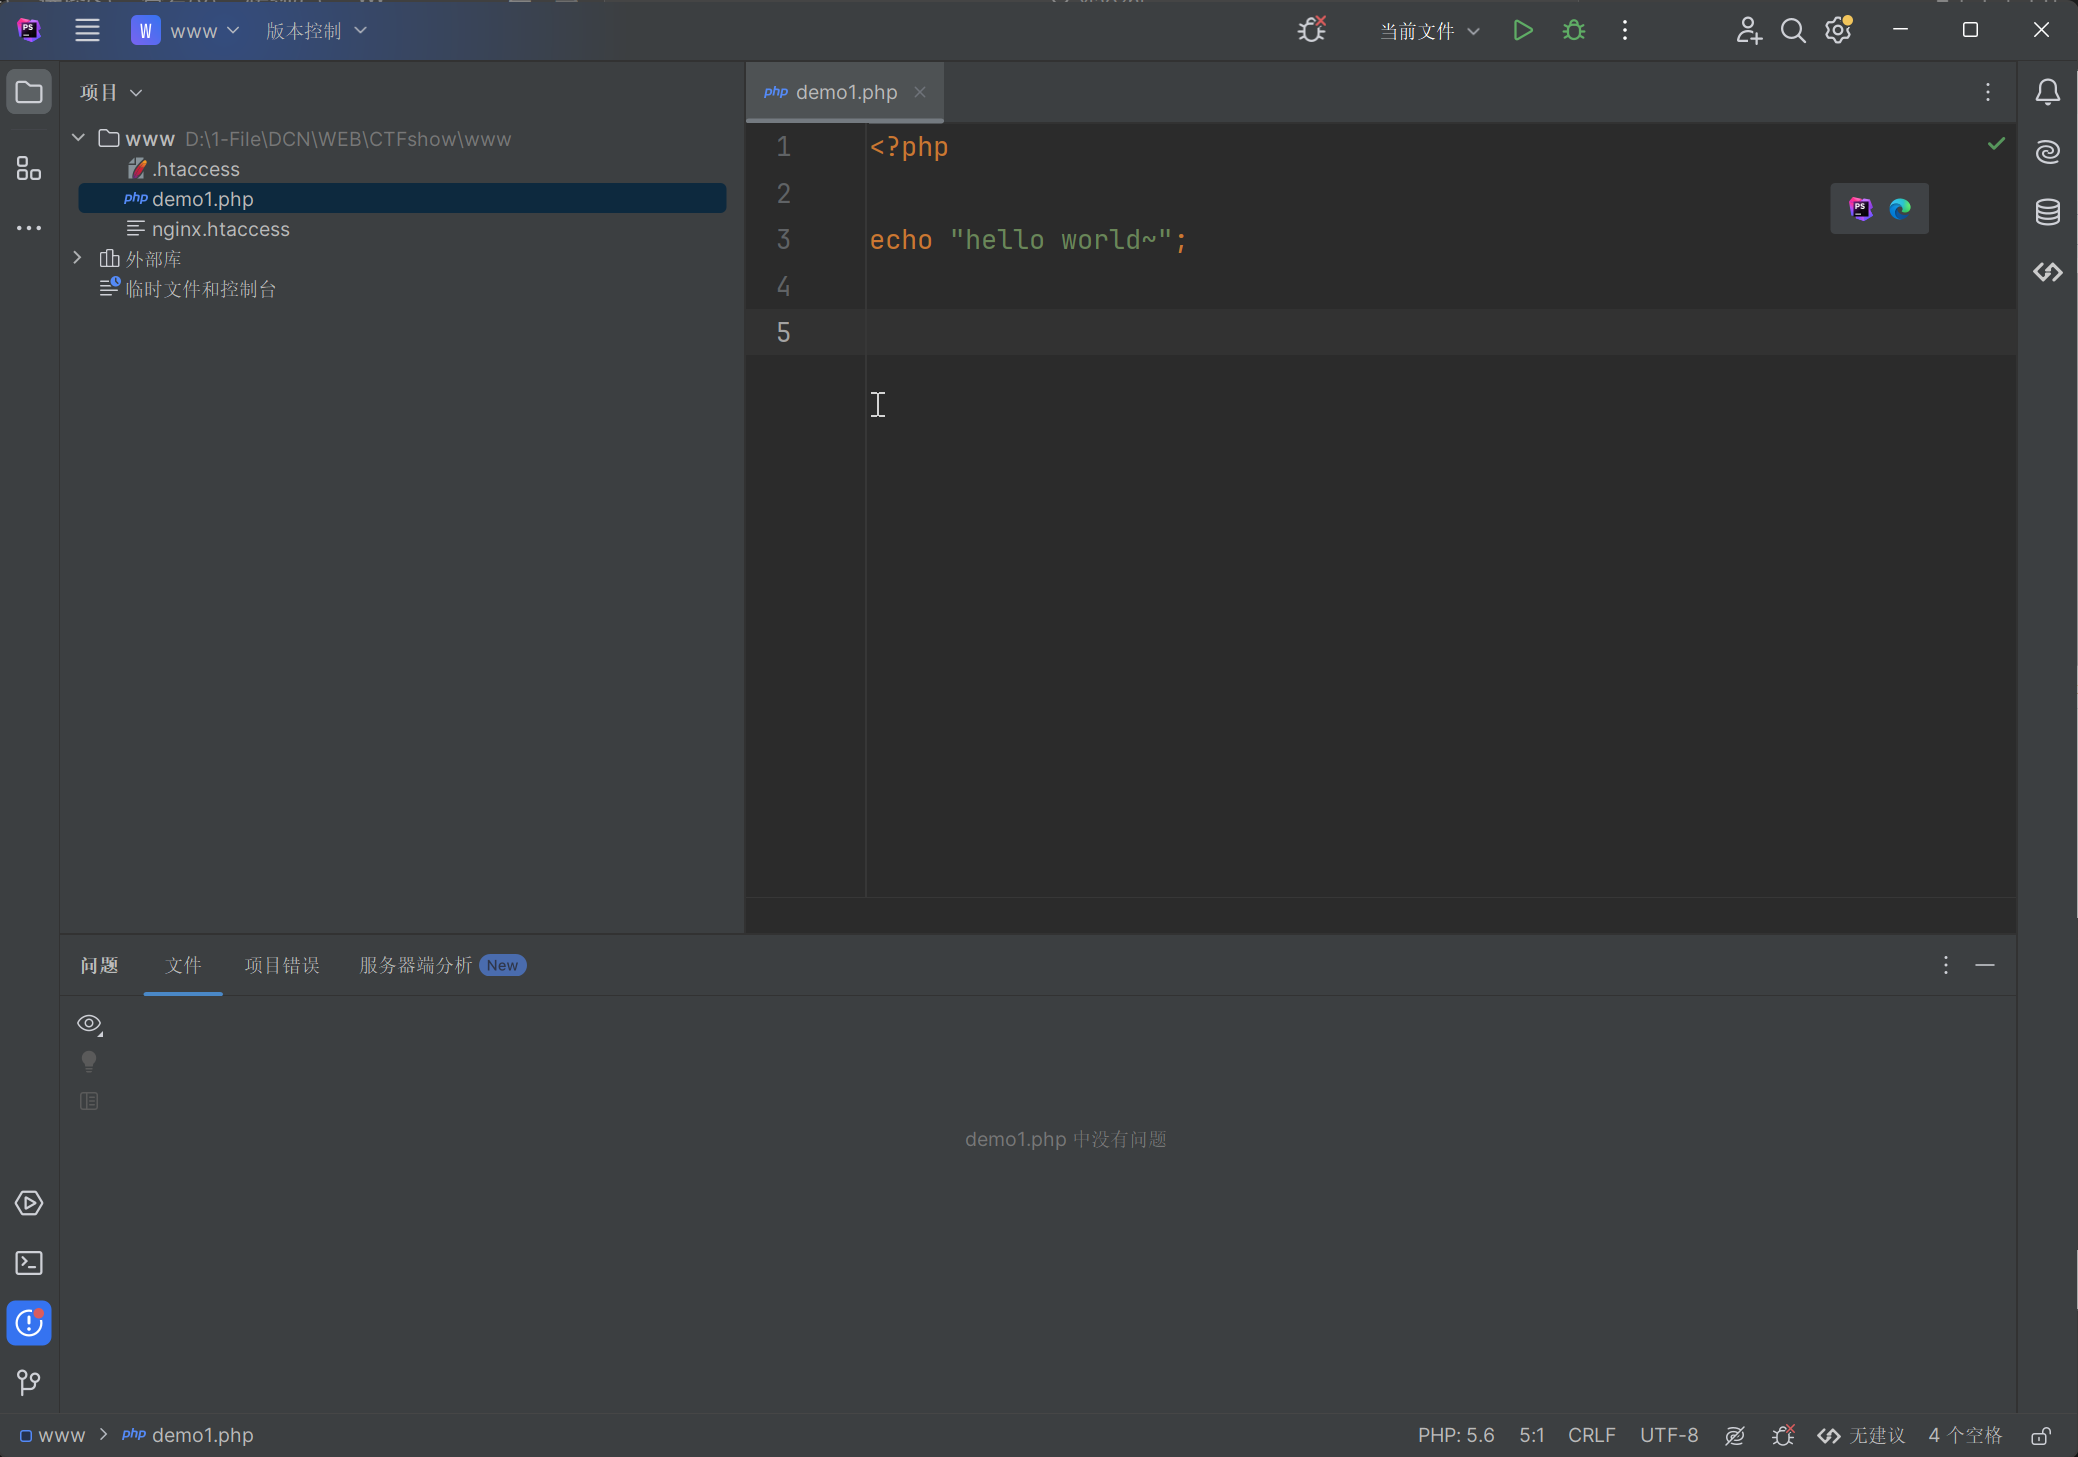 W www 版本控制 当前文件
项目
www D:\1-File\DCN\WEB\CTFshow\www
.htaccess
php demo1.php
nginx.htaccess
外部库
临时文件和控制台
php demo1.php
1 <?php
2
3 echo "hello world~";
4
5
问题 文件 项目错误 服务器端分析 New
demo1.php 中没有问题
www > php demo1.php PHP: 5.6 5:1 CRLF UTF-8 无建议 4 个空格